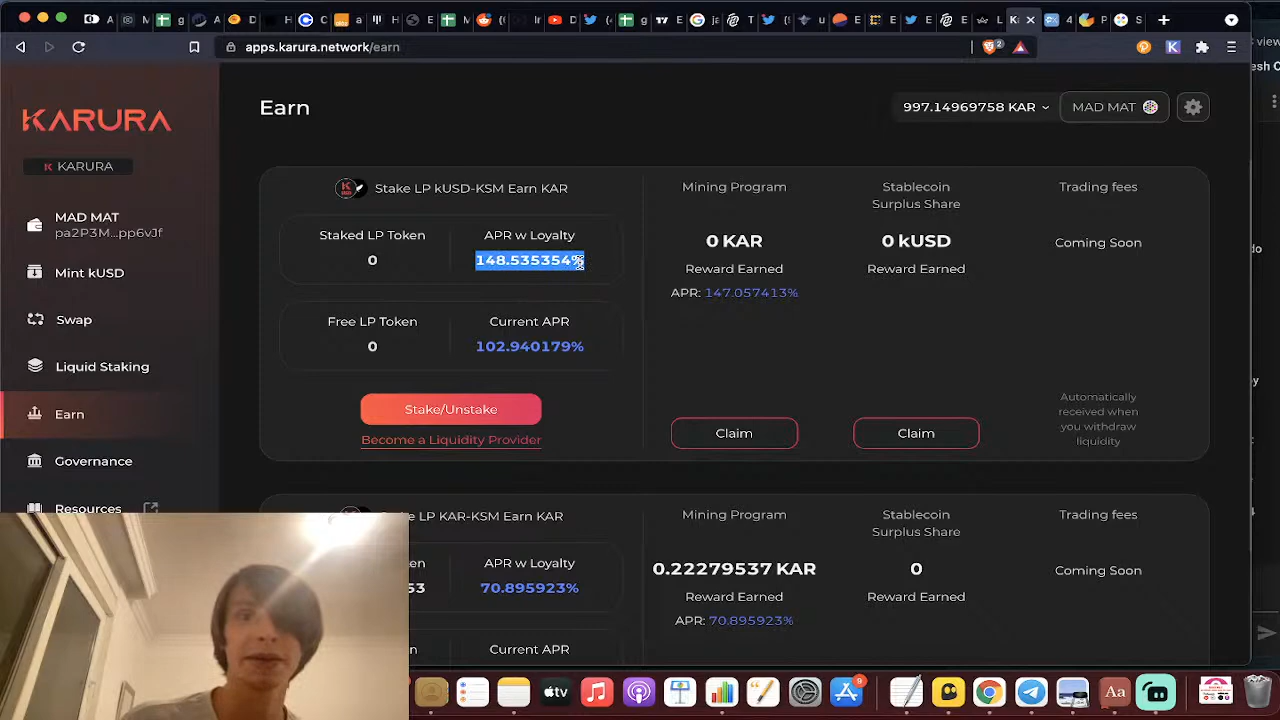 apps.karura.network/earn
2
KARURA
KARURA
MAD MAT
pa2P3M...pp6vJf
Mint kUSD
Swap
Liquid Staking
Earn
Governance
Resources
Earn
997.14969758 KAR
MAD MAT
Stake LP kUSD-KSM Earn KAR
Staked LP Token
0
APR w Loyalty
148.535354%
Free LP Token
0
Current APR
102.940179%
Stake/Unstake
Become a Liquidity Provider
Mining Program
0 KAR
Reward Earned
APR: 147.057413%
Claim
Stablecoin
Surplus Share
0 kUSD
Reward Earned
Claim
Trading fees
Coming Soon
Automatically
received when
you withdraw
liquidity
LP KAR-KSM Earn KAR
53
APR w Loyalty
70.895923%
Current APR
Mining Program
0.22279537 KAR
Reward Earned
APR: 70.895923%
Stablecoin
Surplus Share
0
Reward Earned
Trading fees
Coming Soon
tv
9
Aa